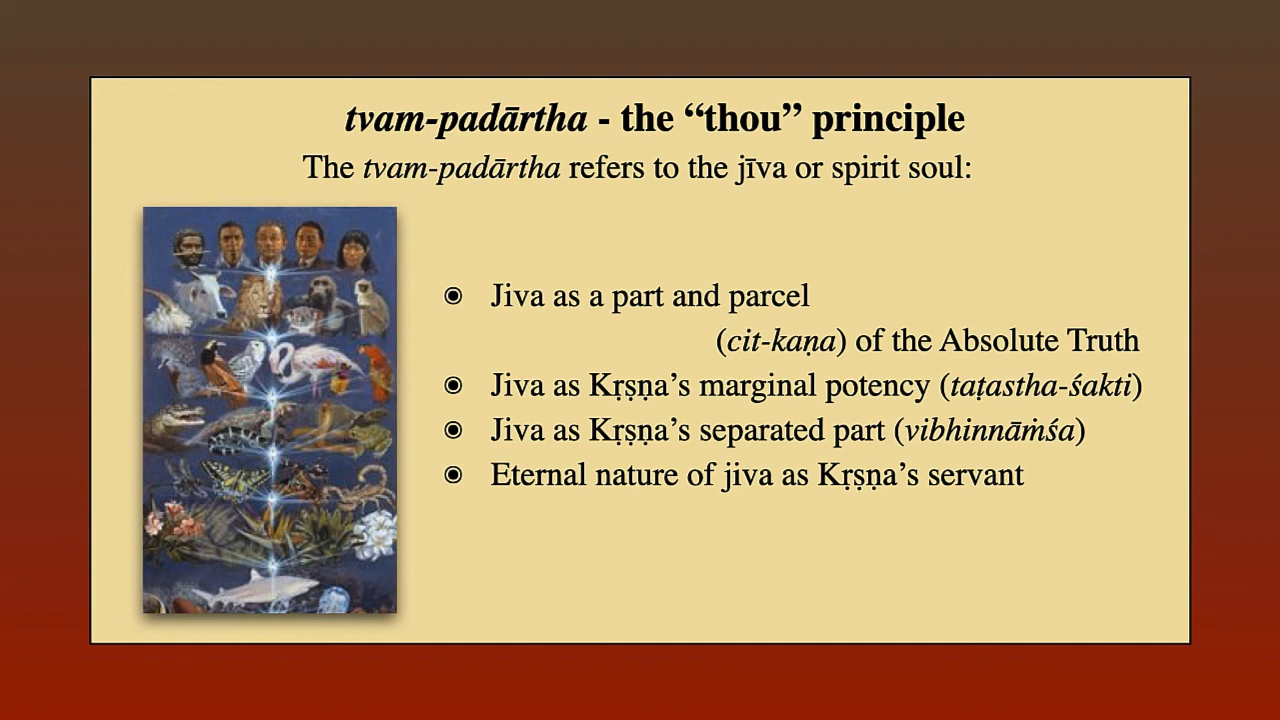 tvam-padārtha - the “thou” principle
The tvam-padārtha refers to the jīva or spirit soul:
◉ Jiva as a part and parcel
(cit-kaṇa) of the Absolute Truth
◉ Jiva as Kṛṣṇa’s marginal potency (taṭastha-śakti)
◉ Jiva as Kṛṣṇa’s separated part (vibhinnāṁśa)
◉ Eternal nature of jiva as Kṛṣṇa’s servant